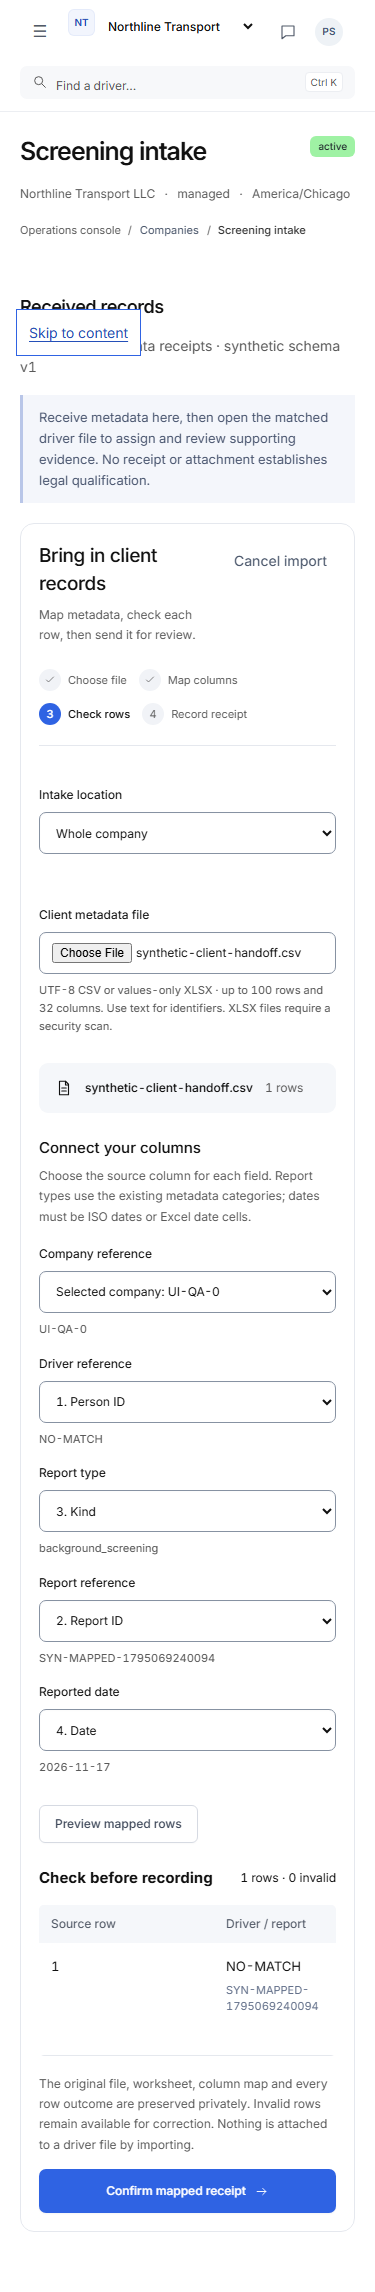 NT Northline Transport PS
Find a driver... Ctrl K
Screening intake active
Northline Transport LLC · managed · America/Chicago
Operations console / Companies / Screening intake
Received records
Skip to content
ta receipts · synthetic schema
v1
Receive metadata here, then open the matched
driver file to assign and review supporting
evidence. No receipt or attachment establishes
legal qualification.
Bring in client
records
Cancel import
Map metadata, check each
row, then send it for review.
Choose file Map columns
3 Check rows 4 Record receipt
Intake location
Whole company
Client metadata file
Choose File synthetic-client-handoff.csv
UTF-8 CSV or values-only XLSX · up to 100 rows and
32 columns. Use text for identifiers. XLSX files require a
security scan.
synthetic-client-handoff.csv 1 rows
Connect your columns
Choose the source column for each field. Report
types use the existing metadata categories; dates
must be ISO dates or Excel date cells.
Company reference
Selected company: UI-QA-0
UI-QA-0
Driver reference
1. Person ID
NO-MATCH
Report type
3. Kind
background_screening
Report reference
2. Report ID
SYN-MAPPED-1795069240094
Reported date
4. Date
2026-11-17
Preview mapped rows
Check before recording 1 rows · 0 invalid
Source row Driver / report
1 NO-MATCH
SYN-MAPPED-
1795069240094
The original file, worksheet, column map and every
row outcome are preserved privately. Invalid rows
remain available for correction. Nothing is attached
to a driver file by importing.
Confirm mapped receipt →